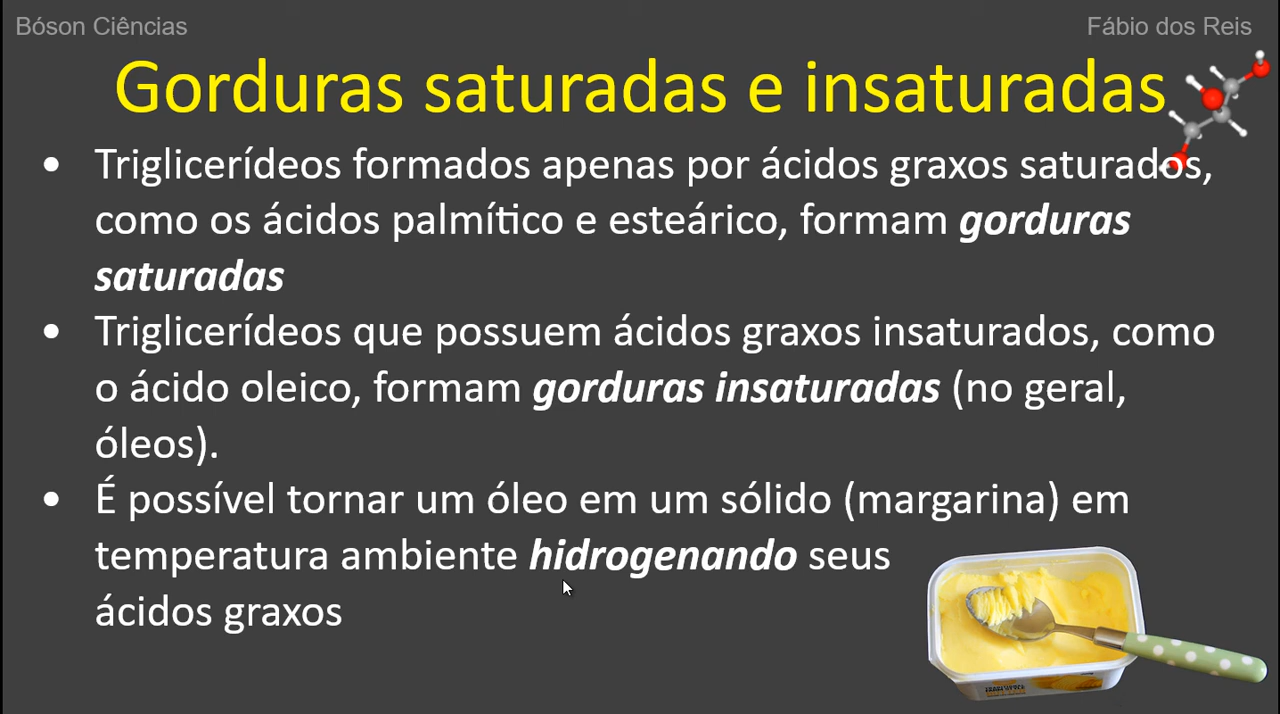 Bóson Ciências
Fábio dos Reis
Gorduras saturadas e insaturadas
• Triglicerídeos formados apenas por ácidos graxos saturados,
como os ácidos palmítico e esteárico, formam gorduras
saturadas
• Triglicerídeos que possuem ácidos graxos insaturados, como
o ácido oleico, formam gorduras insaturadas (no geral,
óleos).
• É possível tornar um óleo em um sólido (margarina) em
temperatura ambiente hidrogenando seus
ácidos graxos